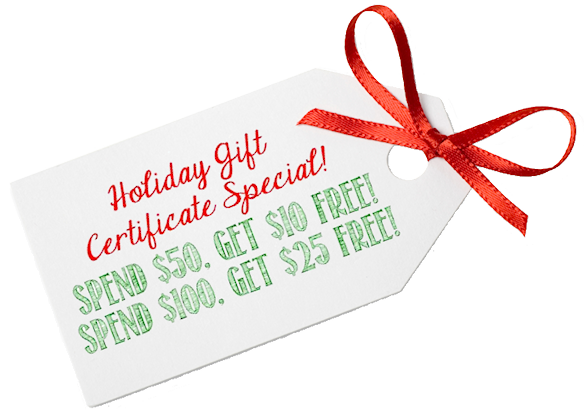 Holiday Gift
Certificate Special!
SPEND $50, GET $10 FREE!
SPEND $100, GET $25 FREE!